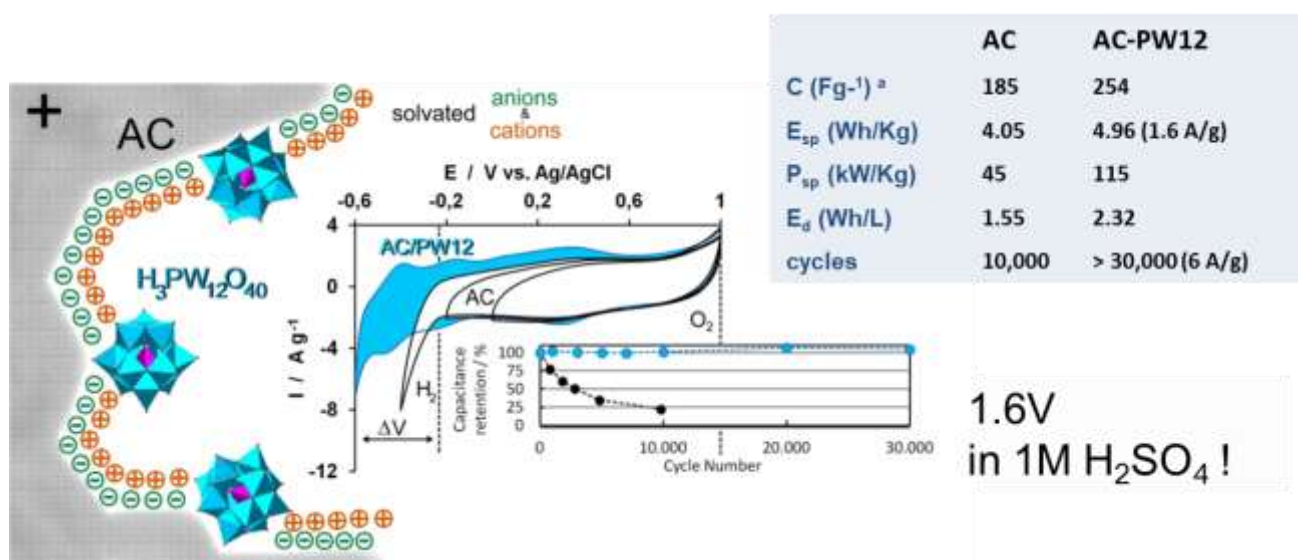 +
AC
solvated anions & cations
H₃PW₁₂O₄₀
E / V vs. Ag/AgCl
-0,6 -0,2 0,2 0,6 1
4
0
-4
-8
-12
I / A g⁻¹
AC/PW12
AC
O₂
H₂
ΔV
Capacitance retention / %
100
75
50
25
0
0 10.000 20.000 30.000
Cycle Number
AC AC-PW12
C (Fg-¹) ᵃ 185 254
Eₛₚ (Wh/Kg) 4.05 4.96 (1.6 A/g)
Pₛₚ (kW/Kg) 45 115
E_d (Wh/L) 1.55 2.32
cycles 10,000 > 30,000 (6 A/g)
1.6V
in 1M H₂SO₄ !